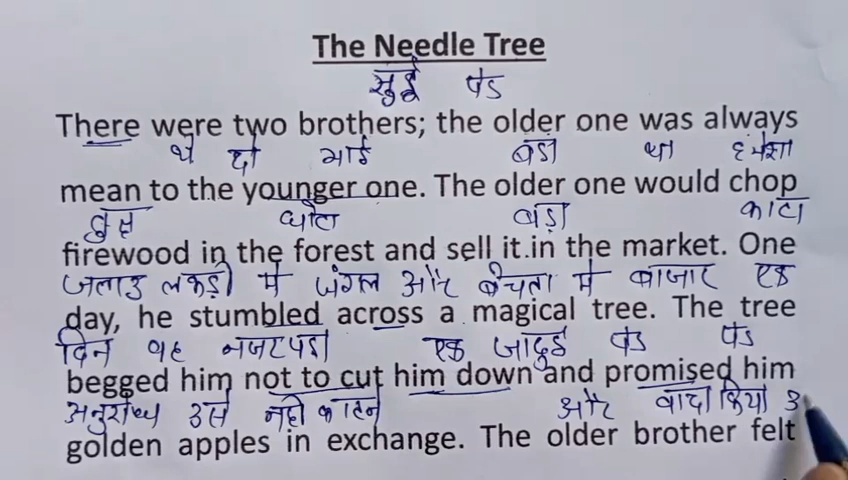 The Needle Tree
सुई पेड
There were two brothers; the older one was always
थे दो भाई बडा था हमेशा
mean to the younger one. The older one would chop
छोटा बड़ा काटा
firewood in the forest and sell it in the market. One
जलाउ लकड़ी मे जंगल और बेचता मे बाजार एक
day, he stumbled across a magical tree. The tree
दिन वह नजर पडा एक जादुई पेड पेड
begged him not to cut him down and promised him
अनुरोध उसे नही काटने और वादा किया उ
golden apples in exchange. The older brother felt